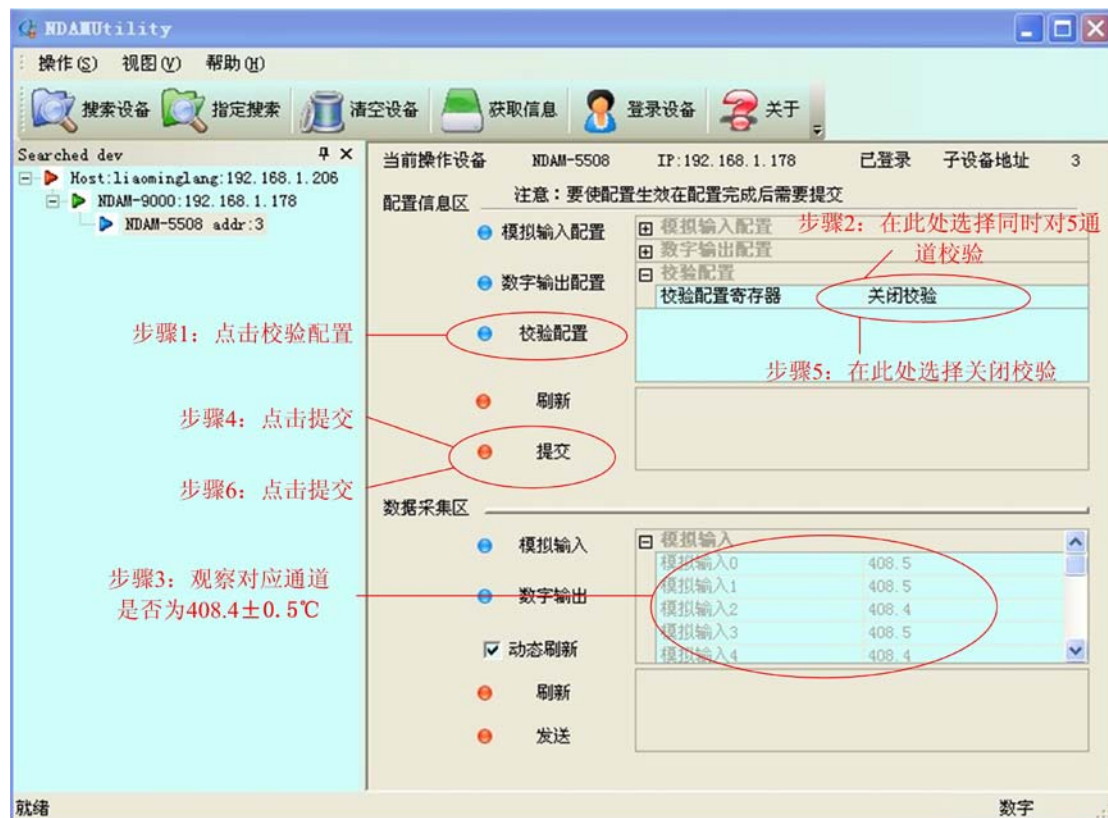 NDAMUtility
操作(S) 视图(V) 帮助(H)
搜索设备 指定搜索 清空设备 获取信息 登录设备 关于
Searched dev
Host:liaominglang:192.168.1.206
NDAM-9000:192.168.1.178
NDAM-5508 addr:3
当前操作设备 NDAM-5508 IP:192.168.1.178 已登录 子设备地址 3
配置信息区 注意：要使配置生效在配置完成后需要提交
模拟输入配置
数字输出配置
校验配置
刷新
提交
模拟输入配置
数字输出配置
校验配置
校验配置寄存器 关闭校验
步骤2：在此处选择同时对5通
道校验
步骤1：点击校验配置
步骤5：在此处选择关闭校验
步骤4：点击提交
步骤6：点击提交
数据采集区
模拟输入
数字输出
动态刷新
刷新
发送
模拟输入
模拟输入0 408.5
模拟输入1 408.5
模拟输入2 408.4
模拟输入3 408.5
模拟输入4 408.4
步骤3：观察对应通道
是否为408.4±0.5℃
就绪 数字